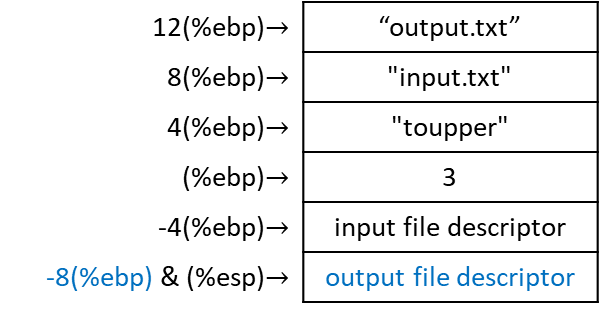 12(%ebp)→ “output.txt”
8(%ebp)→ "input.txt"
4(%ebp)→ "toupper"
(%ebp)→ 3
-4(%ebp)→ input file descriptor
-8(%ebp) & (%esp)→ output file descriptor